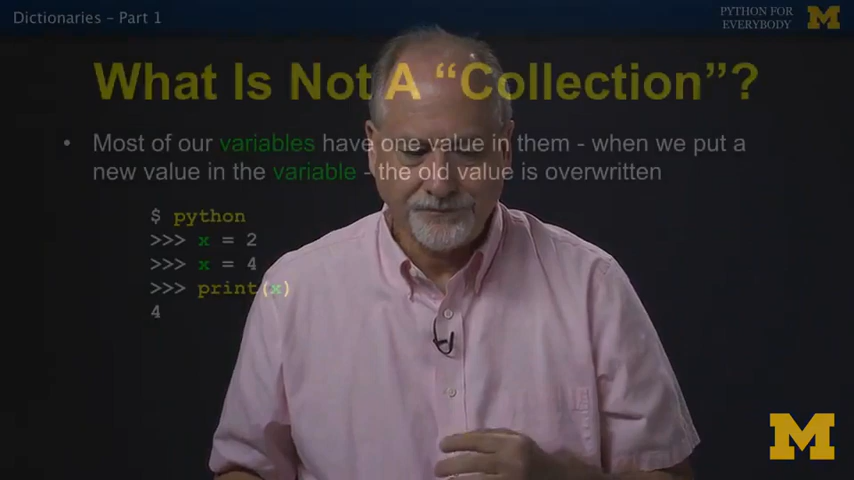 Dictionaries - Part 1
PYTHON FOR
EVERYBODY
M
What Is Not A “Collection”?
• Most of our variables have one value in them - when we put a
new value in the variable - the old value is overwritten
$ python
>>> x = 2
>>> x = 4
>>> print(x)
4
M